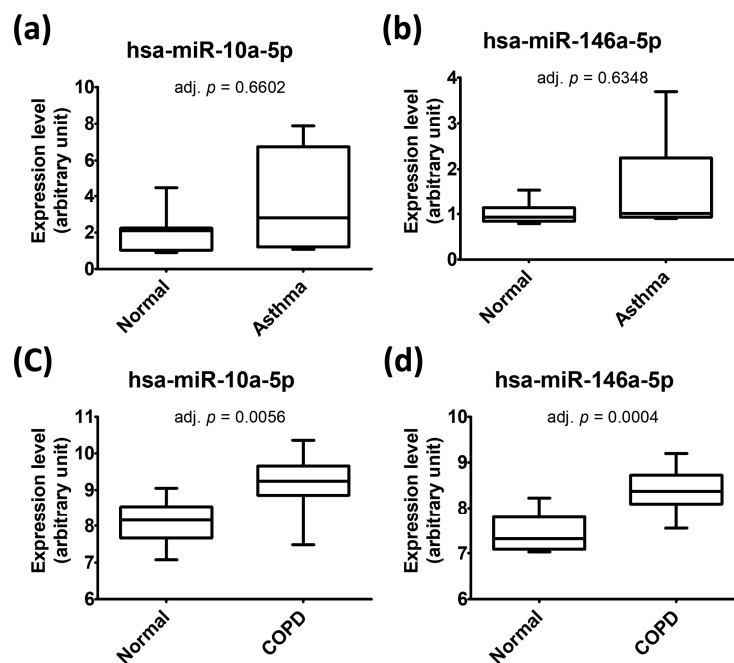 (a)
hsa-miR-10a-5p
adj. p = 0.6602
Expression level
(arbitrary unit)
10
8
6
4
2
0
Normal
Asthma
(b)
hsa-miR-146a-5p
adj. p = 0.6348
Expression level
(arbitrary unit)
4
3
2
1
0
Normal
Asthma
(C)
hsa-miR-10a-5p
adj. p = 0.0056
Expression level
(arbitrary unit)
11
10
9
8
7
6
Normal
COPD
(d)
hsa-miR-146a-5p
adj. p = 0.0004
Expression level
(arbitrary unit)
10
9
8
7
6
Normal
COPD